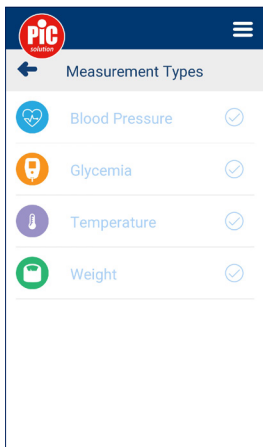 PiC
solution
Measurement Types
Blood Pressure
Glycemia
Temperature
Weight